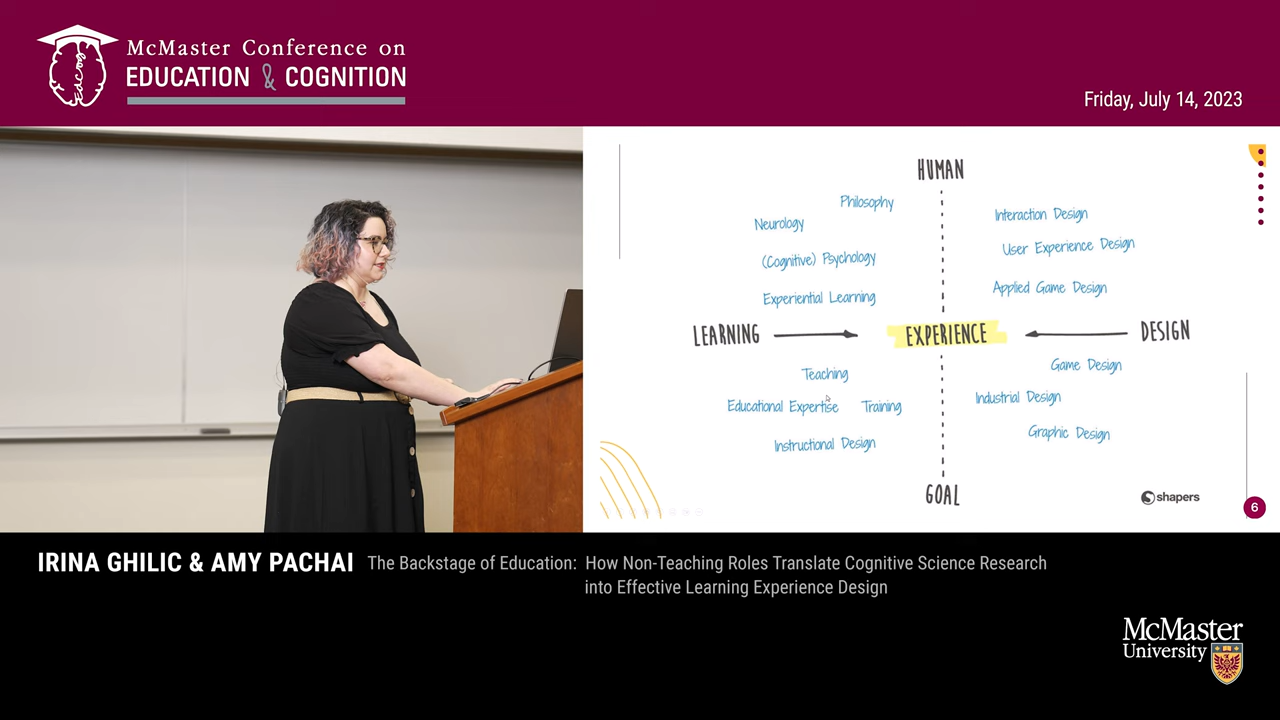 McMaster Conference on
EDUCATION & COGNITION
Friday, July 14, 2023
HUMAN
Philosophy
Neurology
(Cognitive) Psychology
Experiential Learning
Interaction Design
User Experience Design
Applied Game Design
LEARNING
EXPERIENCE
DESIGN
Teaching
Educational Expertise
Training
Instructional Design
Game Design
Industrial Design
Graphic Design
GOAL
shapers
6
IRINA GHILIC & AMY PACHAI
The Backstage of Education: How Non-Teaching Roles Translate Cognitive Science Research
into Effective Learning Experience Design
McMaster
University